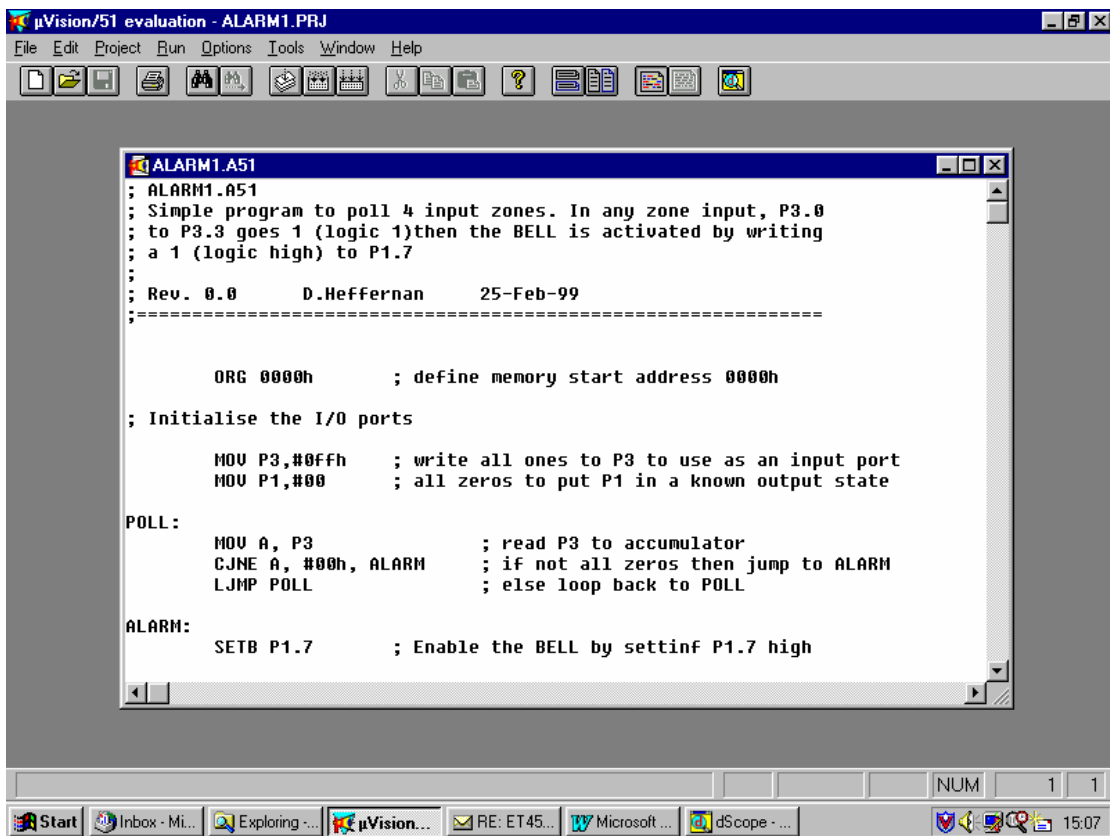 µVision/51 evaluation - ALARM1.PRJ
File Edit Project Run Options Tools Window Help
ALARM1.A51
; ALARM1.A51
; Simple program to poll 4 input zones. In any zone input, P3.0
; to P3.3 goes 1 (logic 1)then the BELL is activated by writing
; a 1 (logic high) to P1.7
;
; Rev. 0.0 D.Heffernan 25-Feb-99
;==============================================================
ORG 0000h ; define memory start address 0000h
; Initialise the I/O ports
MOV P3,#0ffh ; write all ones to P3 to use as an input port
MOV P1,#00 ; all zeros to put P1 in a known output state
POLL:
MOV A, P3 ; read P3 to accumulator
CJNE A, #00h, ALARM ; if not all zeros then jump to ALARM
LJMP POLL ; else loop back to POLL
ALARM:
SETB P1.7 ; Enable the BELL by settinf P1.7 high
NUM 1 1
Start Inbox - Mi... Exploring -... µVision... RE: ET45... Microsoft ... dScope - ... 15:07